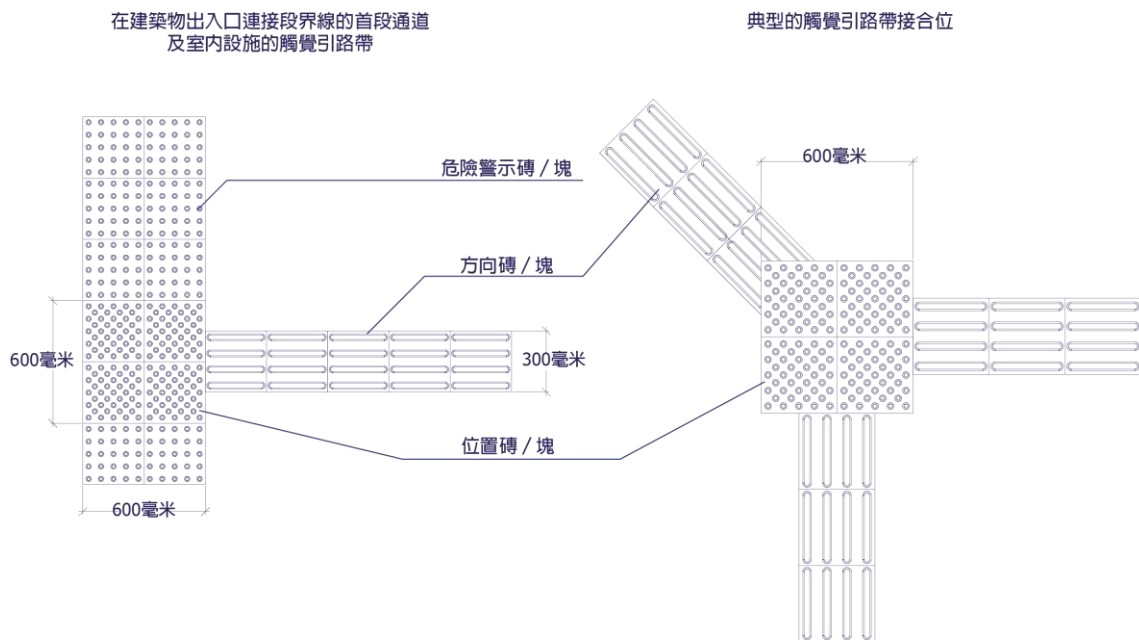 在建築物出入口連接段界線的首段通道
及室内設施的觸覺引路帶
典型的觸覺引路帶接合位
600毫米
危險警示磚 / 塊
方向磚 / 塊
600毫米
300毫米
位置磚 / 塊
600毫米